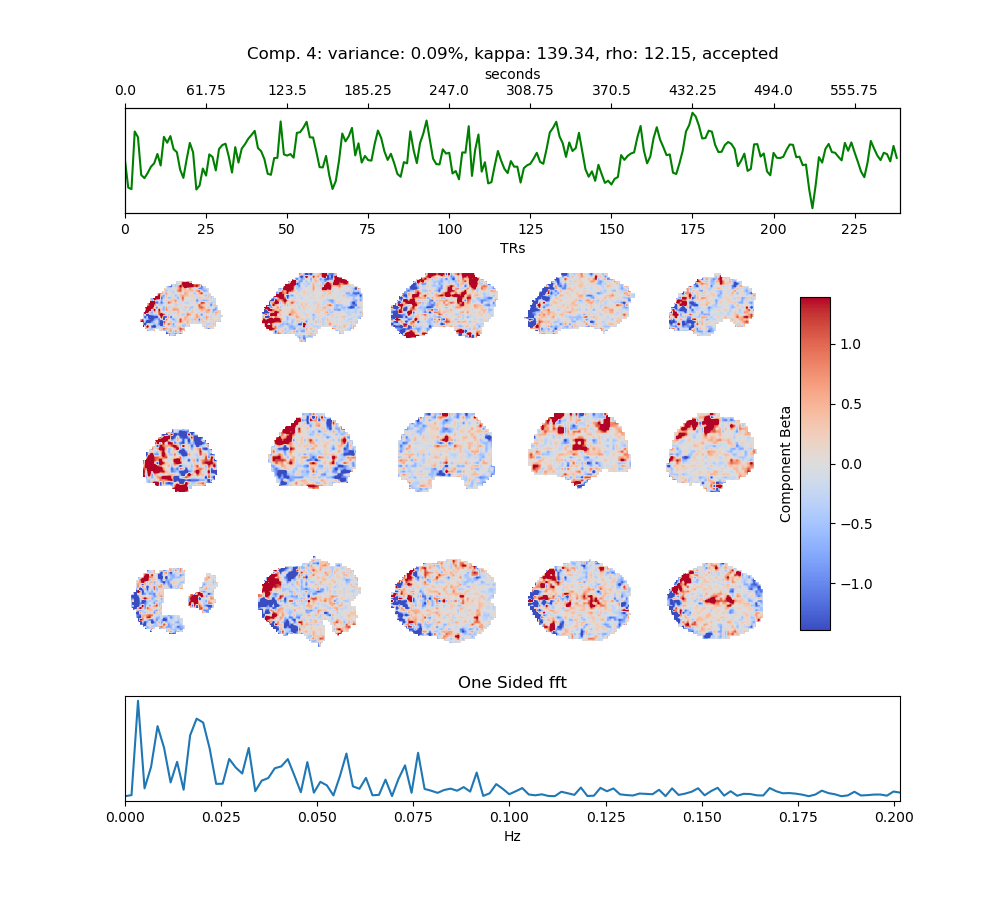 Comp. 4: variance: 0.09%, kappa: 139.34, rho: 12.15, accepted
seconds
0.0 61.75 123.5 185.25 247.0 308.75 370.5 432.25 494.0 555.75
0 25 50 75 100 125 150 175 200 225
TRs
1.0
0.5
0.0
−0.5
−1.0
Component Beta
One Sided fft
0.000 0.025 0.050 0.075 0.100 0.125 0.150 0.175 0.200
Hz